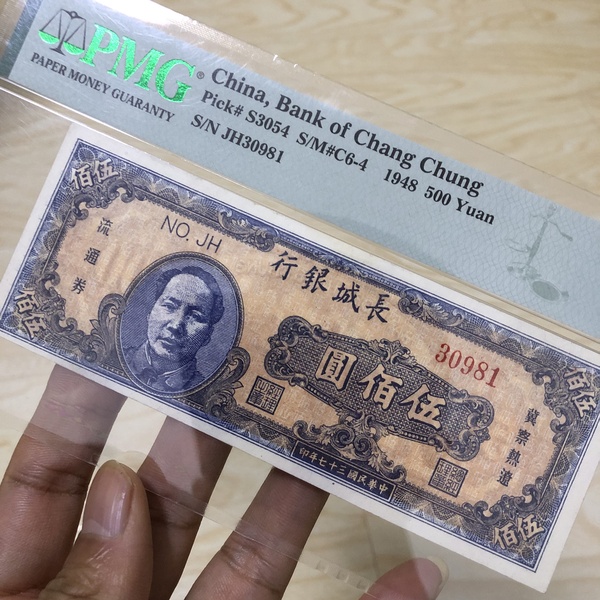 PMG®
PAPER MONEY GUARANTY
China, Bank of Chang Chung
Pick# S3054 S/M#C6-4
S/N JH30981 1948 500 Yuan
伍佰
伍佰
流通券
NO. JH
行銀城長
30981
圓佰伍
印年七十三國民華中
冀察熱遼
伍佰
伍佰